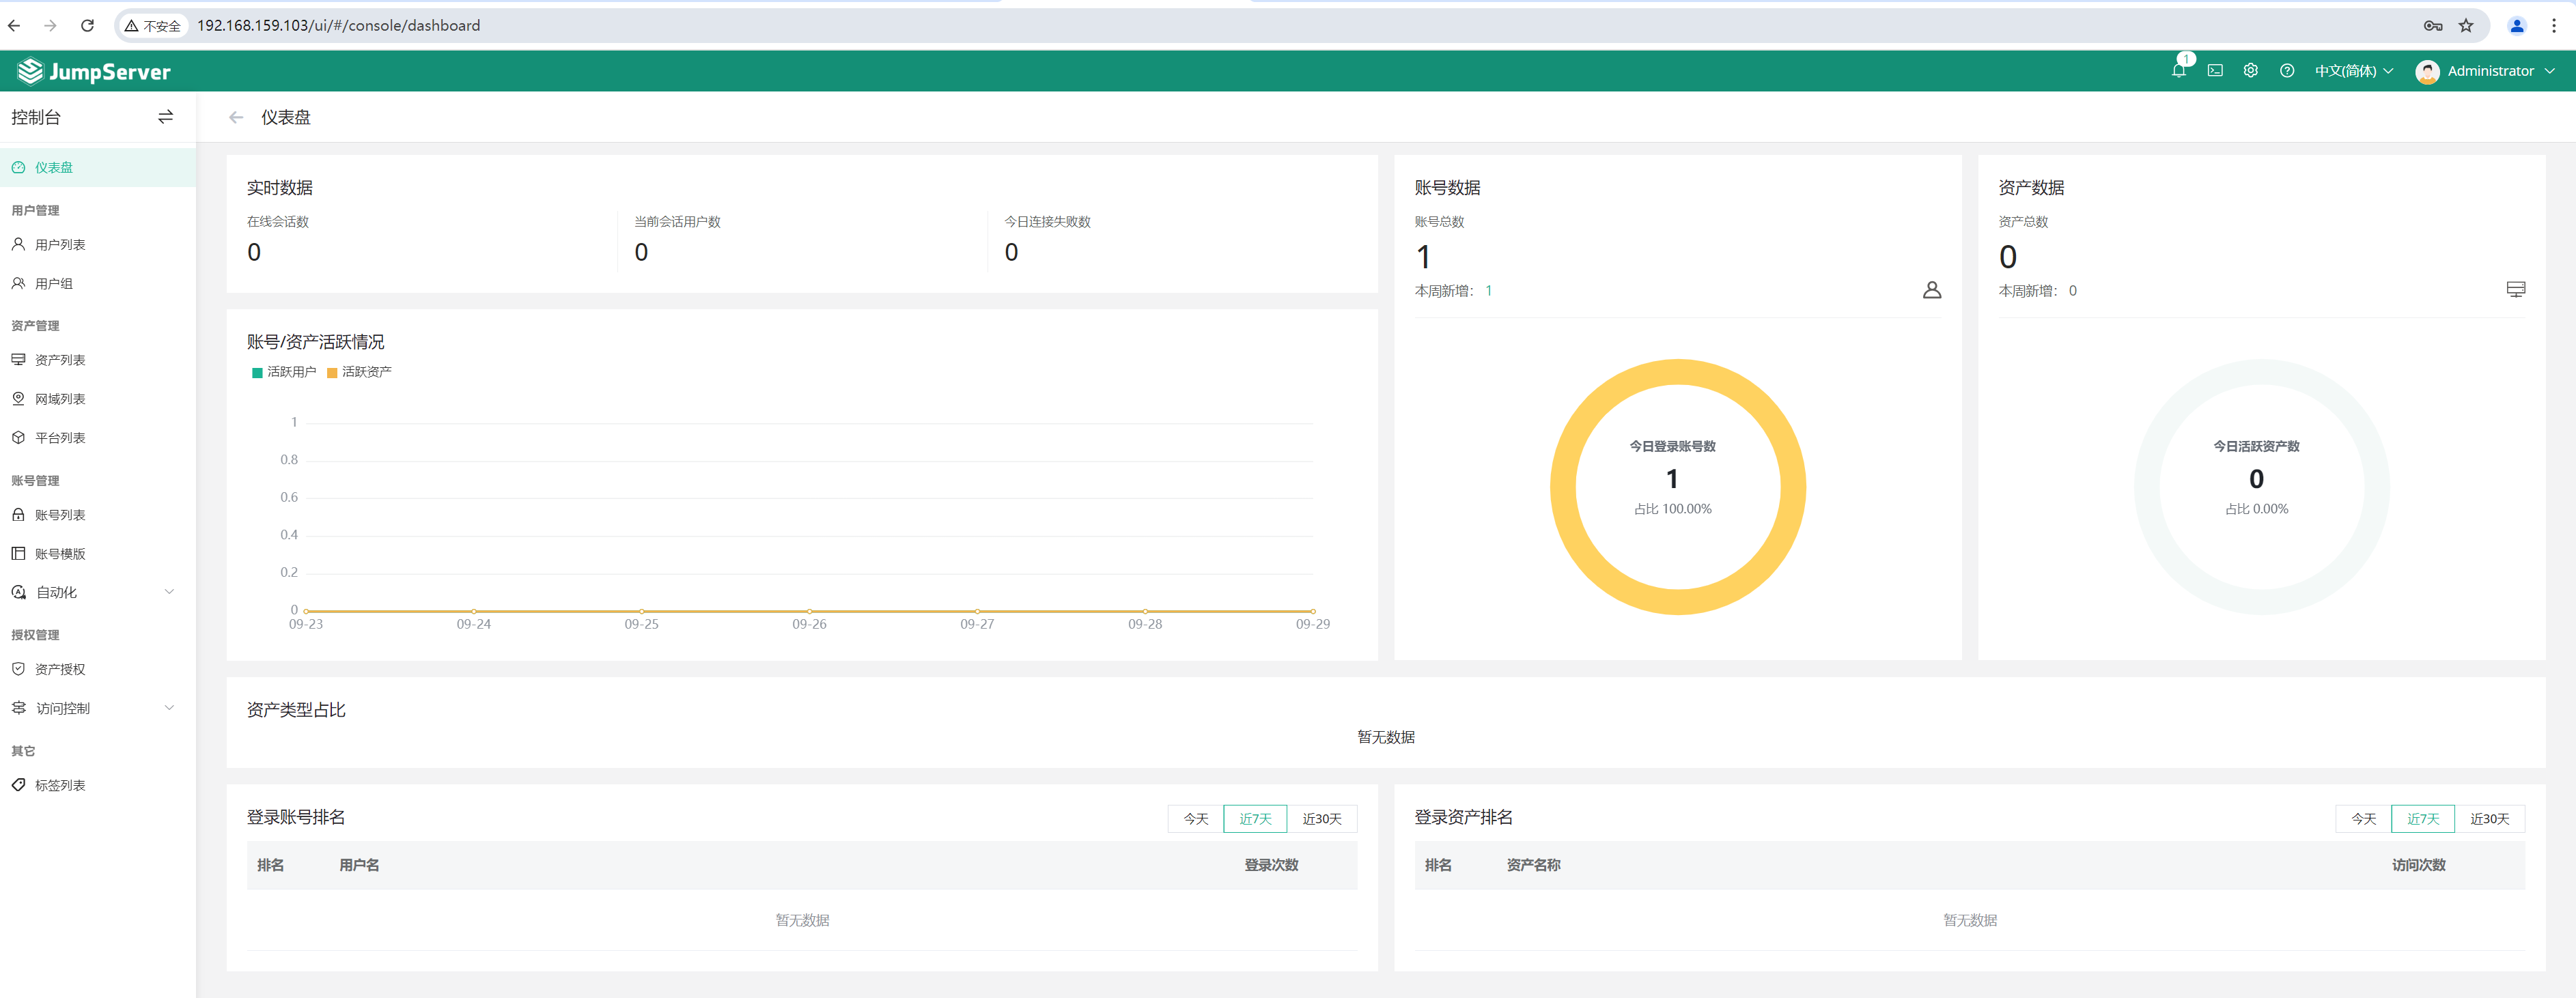 不安全 192.168.159.103/ui/#/console/dashboard
JumpServer
1
中文(简体)
Administrator
控制台
仪表盘
用户管理
用户列表
用户组
资产管理
资产列表
网域列表
平台列表
账号管理
账号列表
账号模版
自动化
授权管理
资产授权
访问控制
其它
标签列表
仪表盘
实时数据
在线会话数
0
当前会话用户数
0
今日连接失败数
0
账号/资产活跃情况
活跃用户 活跃资产
1
0.8
0.6
0.4
0.2
0
09-23 09-24 09-25 09-26 09-27 09-28 09-29
账号数据
账号总数
1
本周新增: 1
今日登录账号数
1
占比 100.00%
资产数据
资产总数
0
本周新增: 0
今日活跃资产数
0
占比 0.00%
资产类型占比
暂无数据
登录账号排名
今天 近7天 近30天
排名 用户名 登录次数
暂无数据
登录资产排名
今天 近7天 近30天
排名 资产名称 访问次数
暂无数据